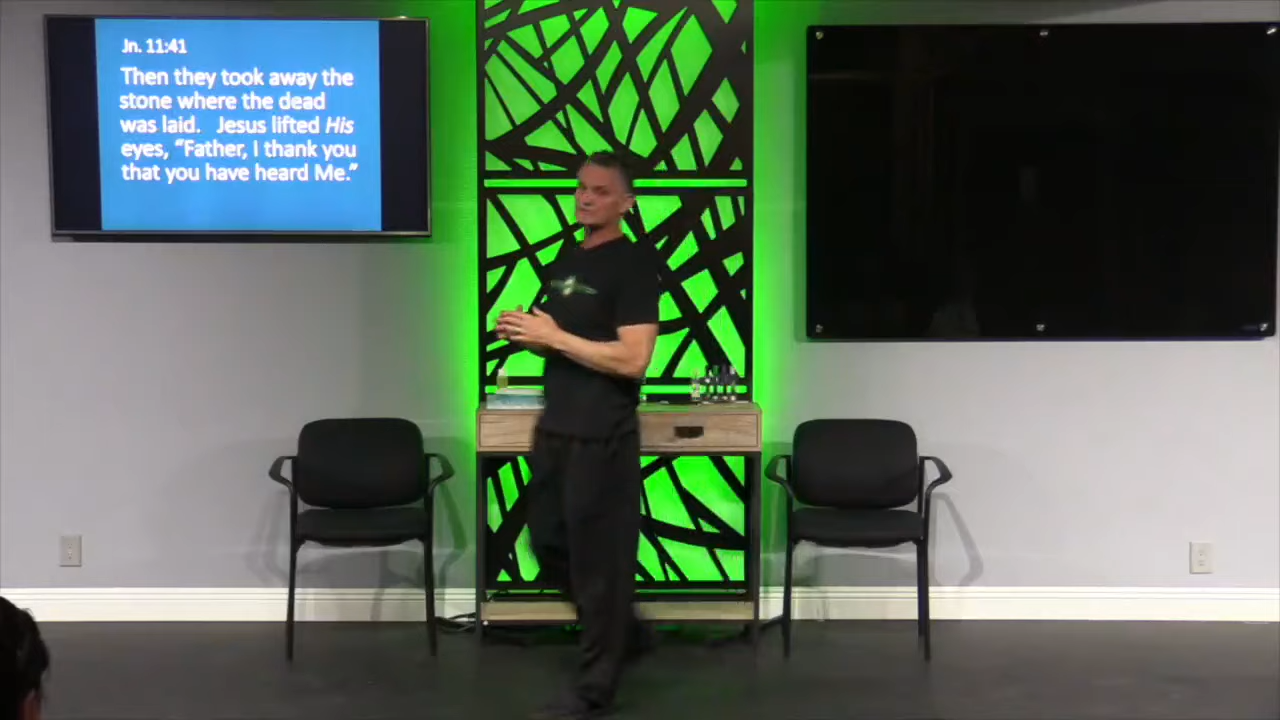 Jn. 11:41
Then they took away the
stone where the dead
was laid. Jesus lifted His
eyes, “Father, I thank you
that you have heard Me.”